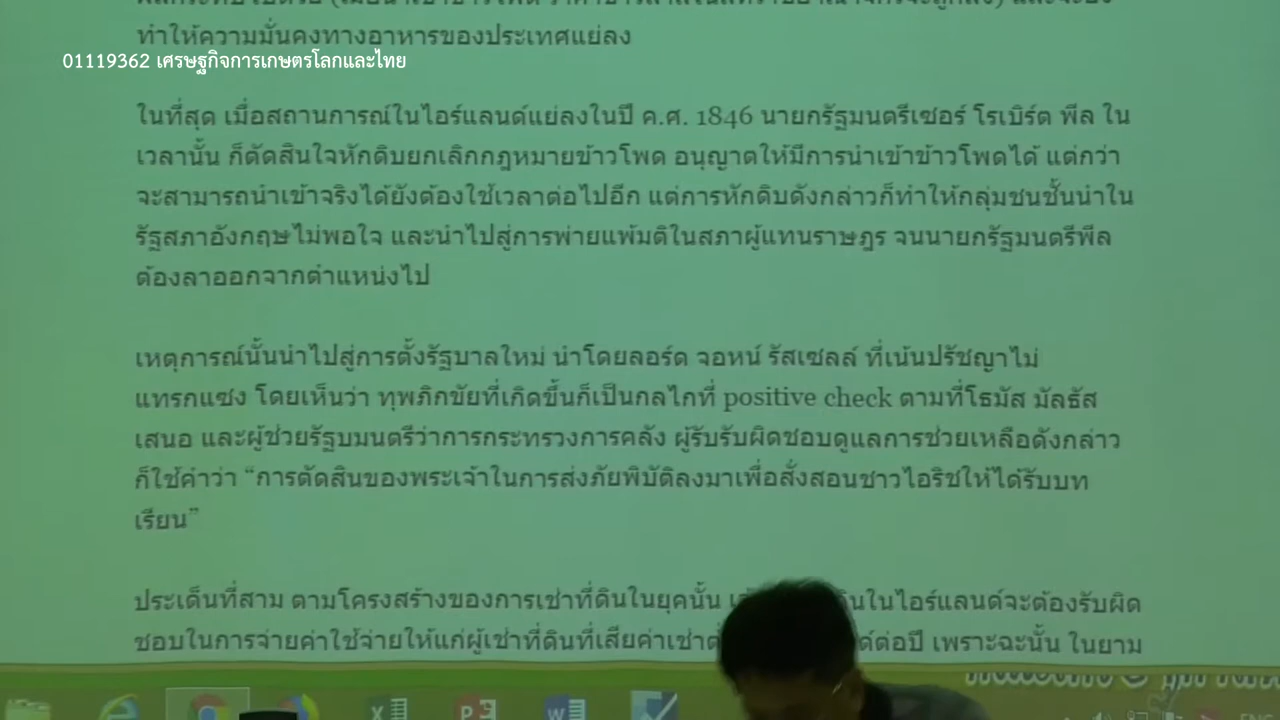 ทำให้ความมั่นคงทางอาหารของประเทศแย่ลง
01119362 เศรษฐกิจการเกษตรโลกและไทย
ในที่สุด เมื่อสถานการณ์ในไอร์แลนด์แย่ลงในปี ค.ศ. 1846 นายกรัฐมนตรีเซอร์ โรเบิร์ต พีล ใน
เวลานั้น ก็ตัดสินใจหักดิบยกเลิกกฎหมายข้าวโพด อนุญาตให้มีการนำเข้าข้าวโพดได้ แต่กว่า
จะสามารถนำเข้าจริงได้ยังต้องใช้เวลาต่อไปอีก แต่การหักดิบดังกล่าวก็ทำให้กลุ่มชนชั้นนำใน
รัฐสภาอังกฤษไม่พอใจ และนำไปสู่การพ่ายแพ้มติในสภาผู้แทนราษฎร จนนายกรัฐมนตรีพีล
ต้องลาออกจากตำแหน่งไป
เหตุการณ์นั้นนำไปสู่การตั้งรัฐบาลใหม่ นำโดยลอร์ด จอหน์ รัสเซลล์ ที่เน้นปรัชญาไม่
แทรกแซง โดยเห็นว่า ทุพภิกขัยที่เกิดขึ้นก็เป็นกลไกที่ positive check ตามที่โธมัส มัลธัส
เสนอ และผู้ช่วยรัฐบมนตรีว่าการกระทรวงการคลัง ผู้รับรับผิดชอบดูแลการช่วยเหลือดังกล่าว
ก็ใช้คำว่า “การตัดสินของพระเจ้าในการส่งภัยพิบัติลงมาเพื่อสั่งสอนชาวไอริชให้ได้รับบท
เรียน”
ประเด็นที่สาม ตามโครงสร้างของการเช่าที่ดินในยุคนั้น ในไอร์แลนด์จะต้องรับผิด
ชอบในการจ่ายค่าใช้จ่ายให้แก่ผู้เช่าที่ดินที่เสียค่าเช่า ต่อปี เพราะฉะนั้น ในยาม